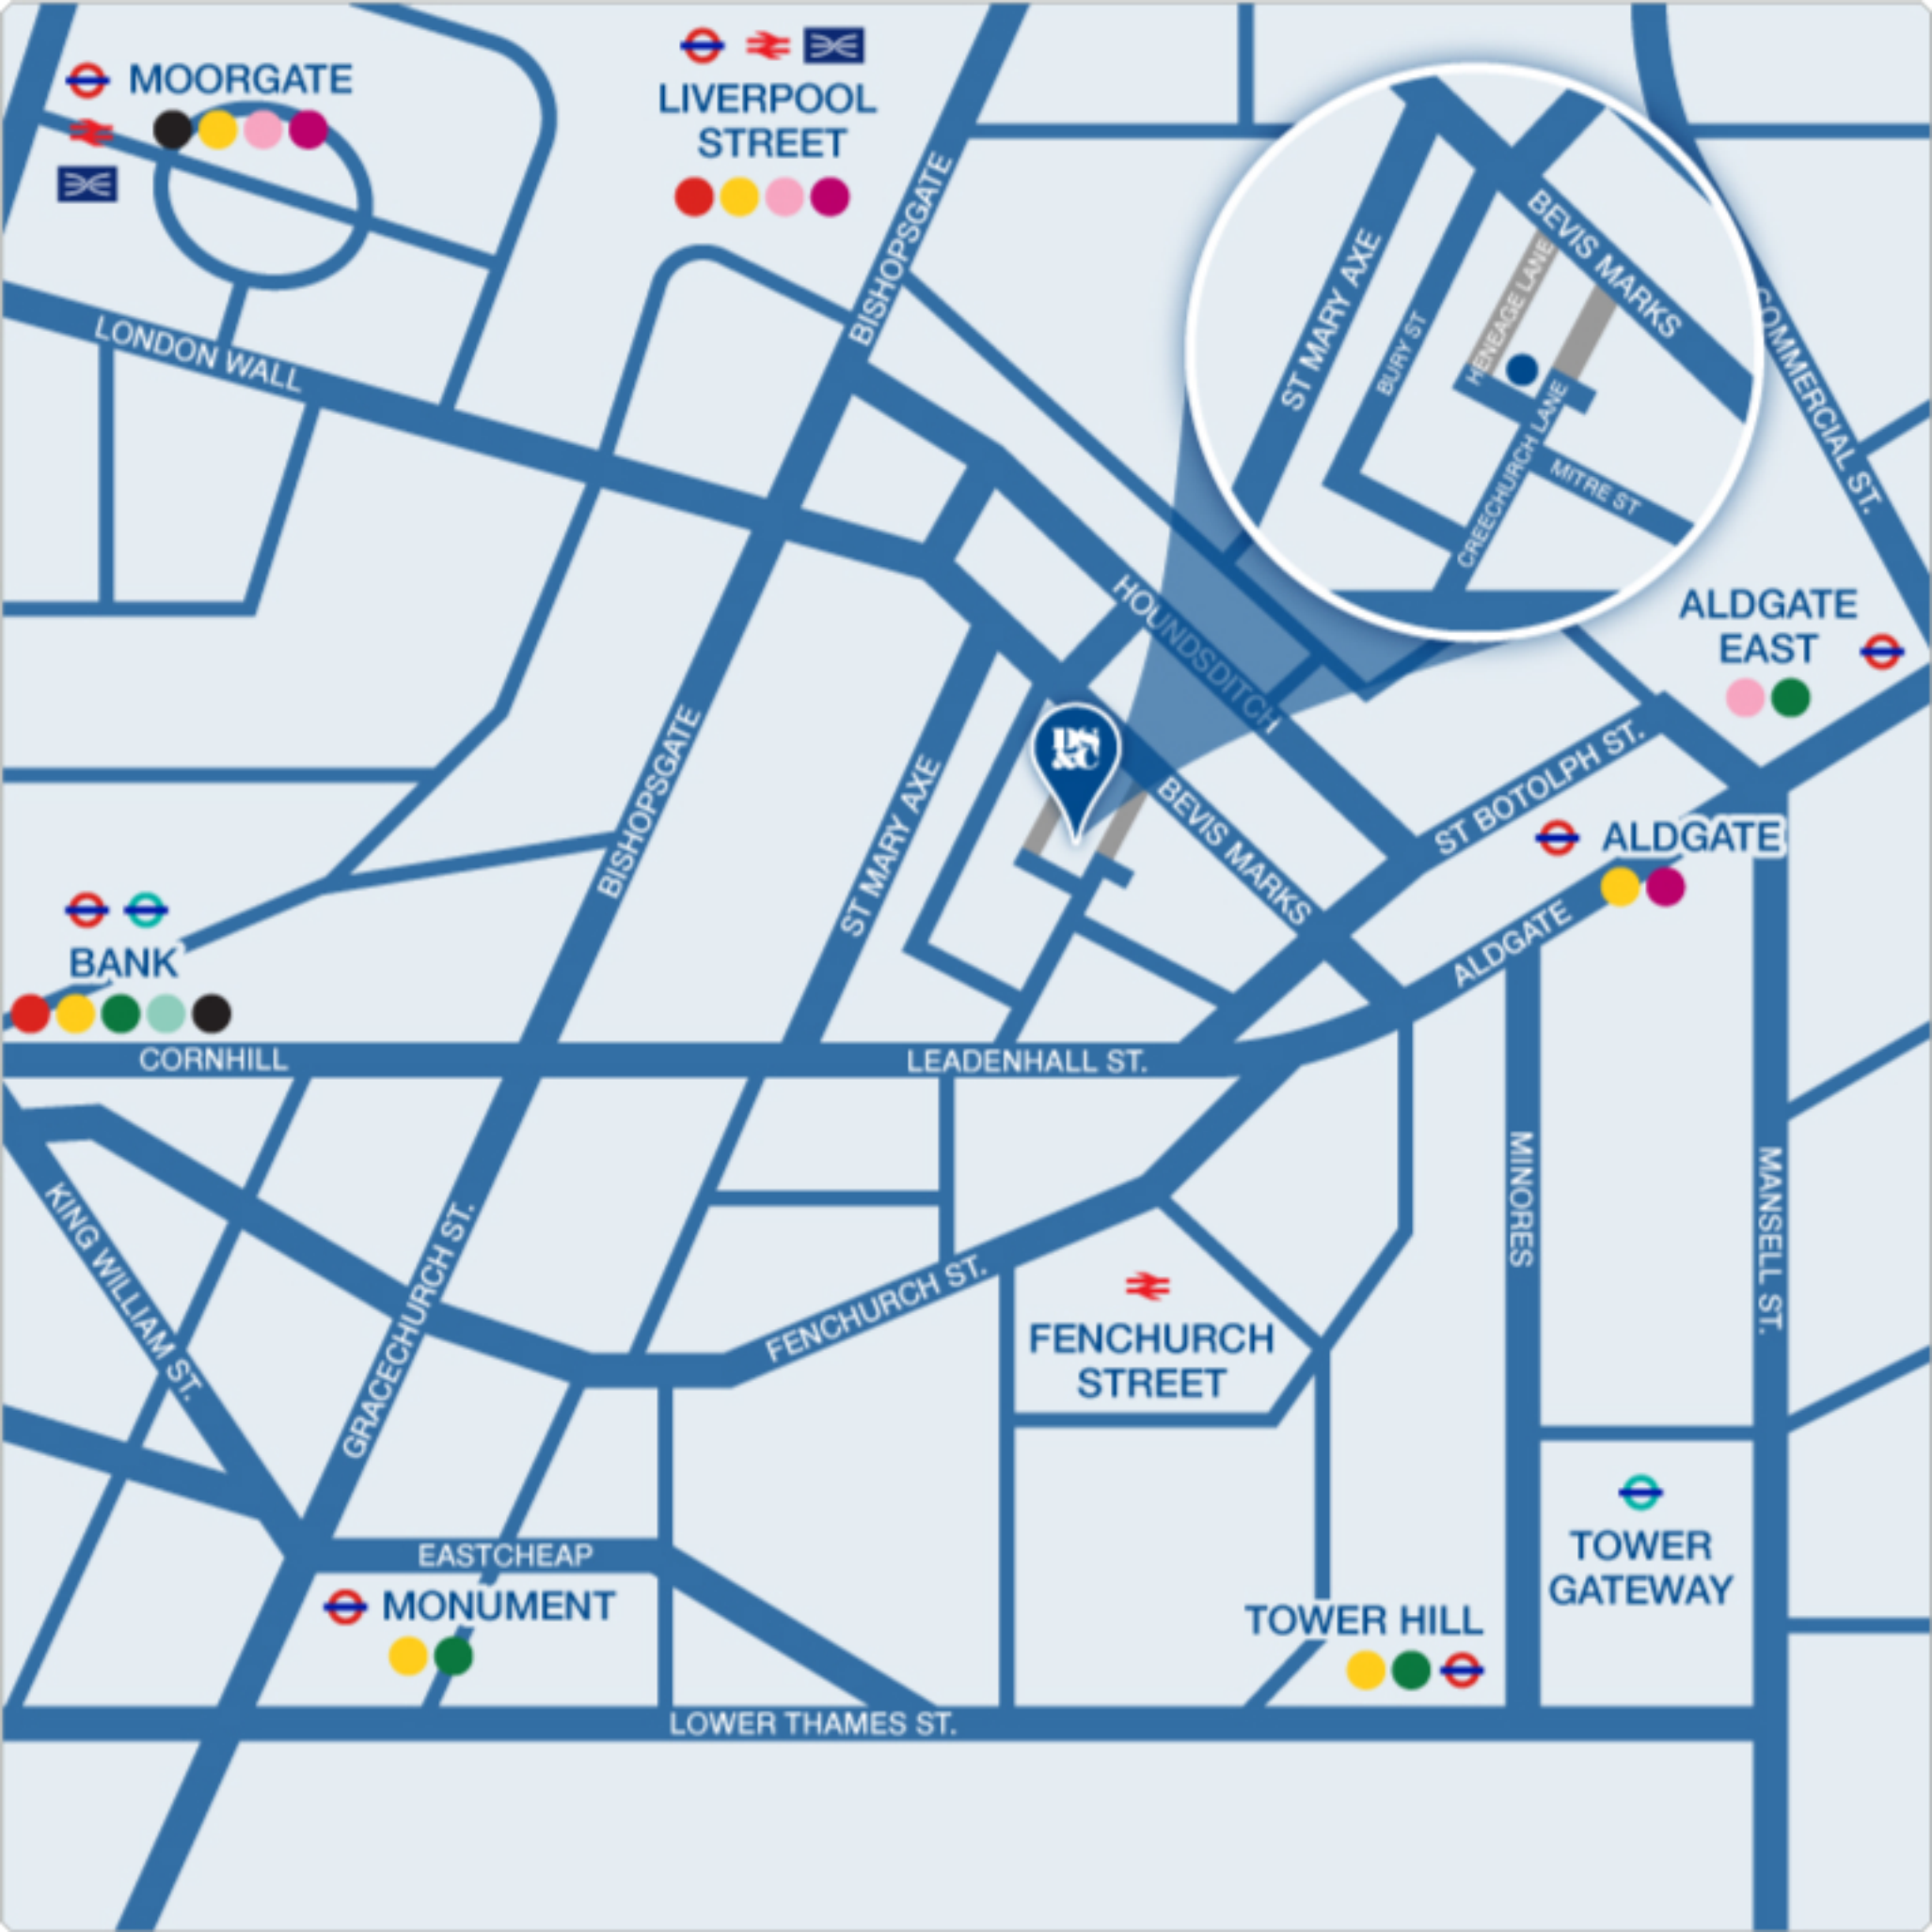 MOORGATE
LIVERPOOL
STREET
BISHOPSGATE
LONDON WALL
BEVIS MARKS
ST MARY AXE
BURY ST
HENEAGE LANE
CREECHURCH LANE
MITRE ST
COMMERCIAL ST.
HOUNDSDITCH
ALDGATE
EAST
BISHOPSGATE
ST MARY AXE
BEVIS MARKS
ST BOTOLPH ST.
ALDGATE
ALDGATE
BANK
CORNHILL
LEADENHALL ST.
KING WILLIAM ST.
GRACECHURCH ST.
FENCHURCH ST.
FENCHURCH
STREET
MINORES
MANSELL ST.
EASTCHEAP
MONUMENT
TOWER
GATEWAY
TOWER HILL
LOWER THAMES ST.